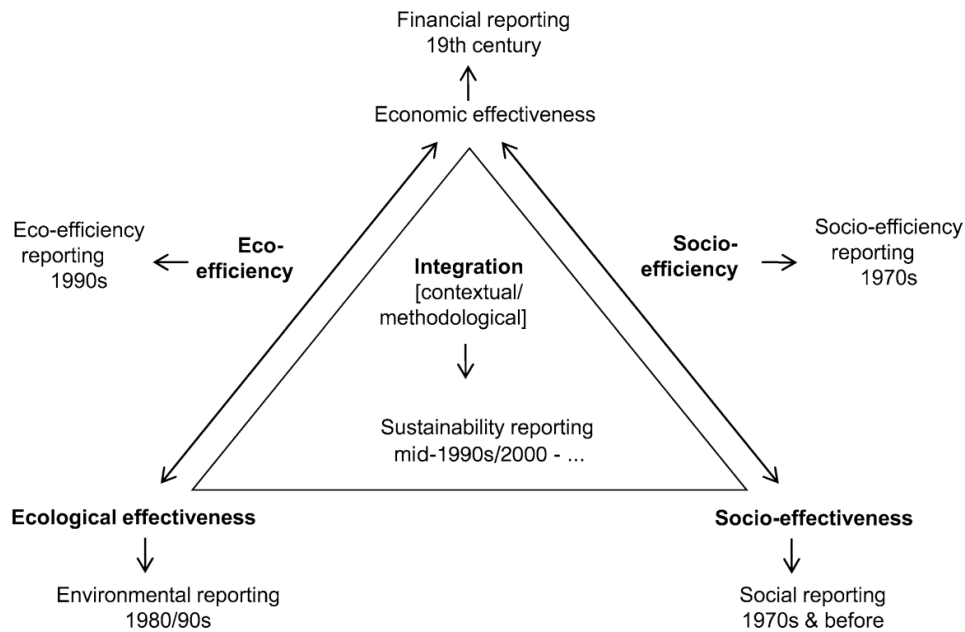 Financial reporting
19th century
Economic effectiveness
Eco-efficiency
reporting
1990s
Eco-
efficiency
Integration
[contextual/
methodological]
Socio-
efficiency
Socio-efficiency
reporting
1970s
Sustainability reporting
mid-1990s/2000 - ...
Ecological effectiveness
Socio-effectiveness
Environmental reporting
1980/90s
Social reporting
1970s & before